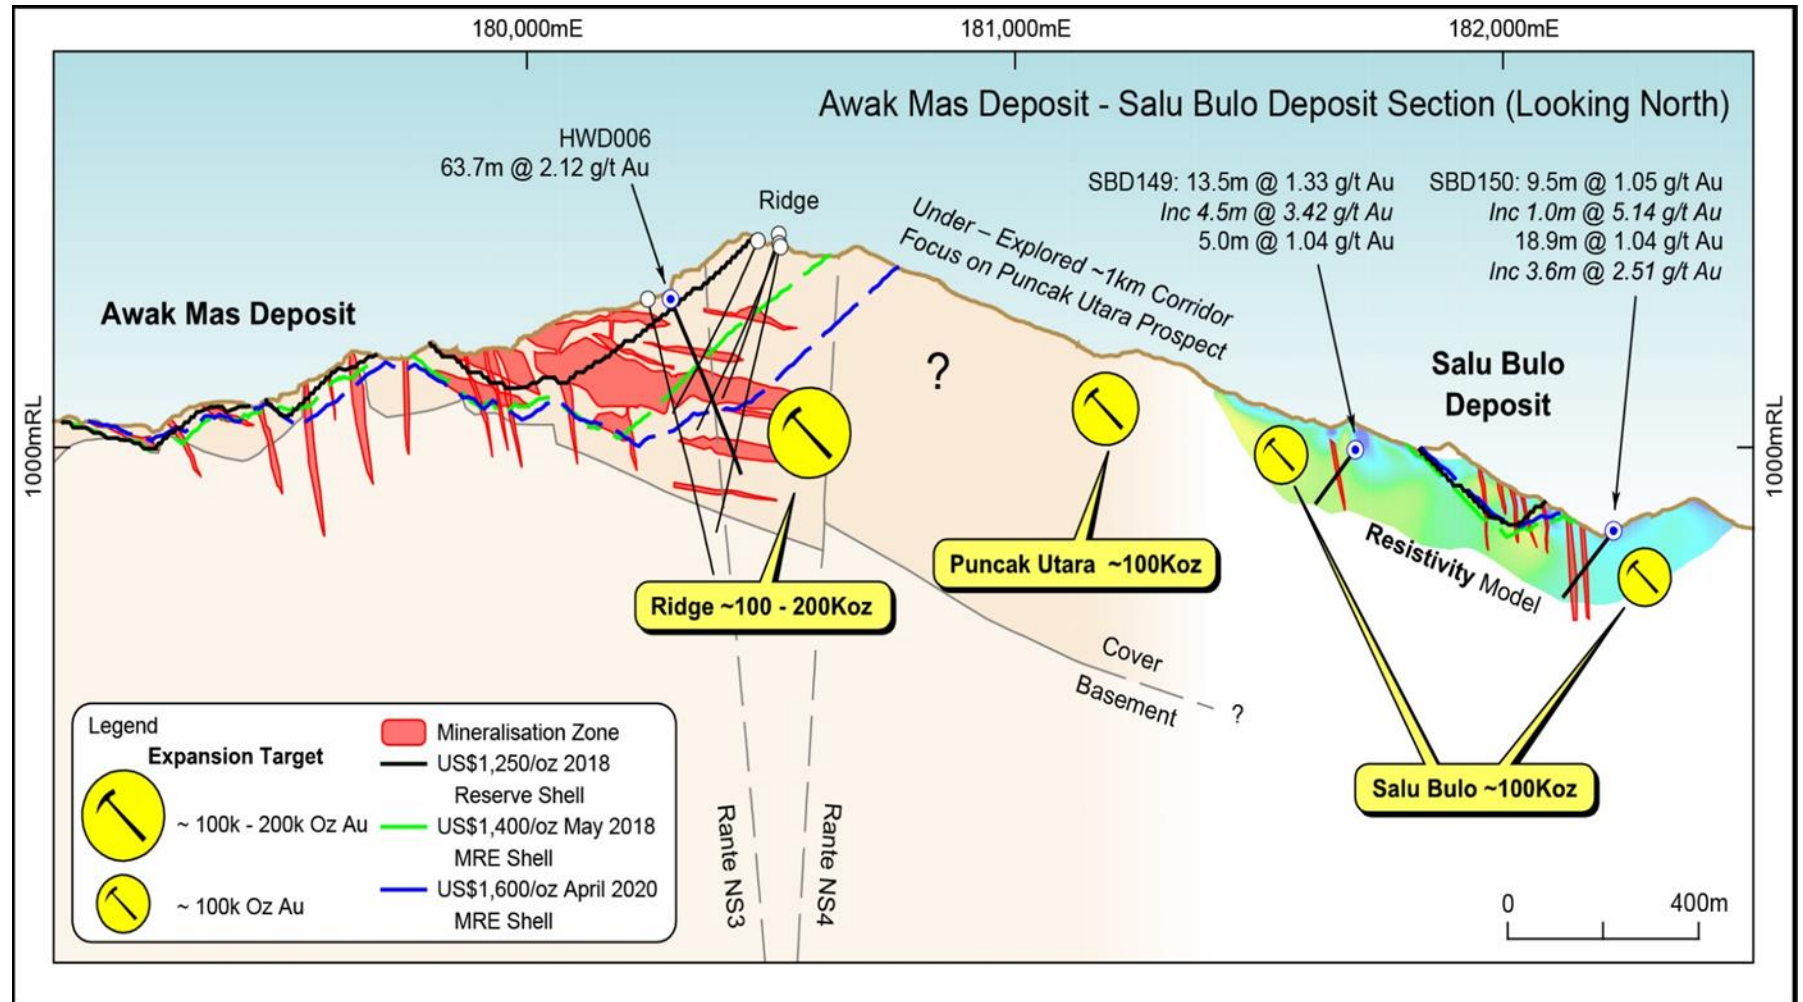 180,000mE
181,000mE
182,000mE
Awak Mas Deposit - Salu Bulo Deposit Section (Looking North)
HWD006
63.7m @ 2.12 g/t Au
Ridge
Under – Explored ~1km Corridor
Focus on Puncak Utara Prospect
SBD149: 13.5m @ 1.33 g/t Au
Inc 4.5m @ 3.42 g/t Au
5.0m @ 1.04 g/t Au
SBD150: 9.5m @ 1.05 g/t Au
Inc 1.0m @ 5.14 g/t Au
18.9m @ 1.04 g/t Au
Inc 3.6m @ 2.51 g/t Au
Awak Mas Deposit
?
Salu Bulo
Deposit
1000mRL
1000mRL
Resistivity Model
Puncak Utara ~100Koz
Ridge ~100 - 200Koz
Cover
Basement
?
Salu Bulo ~100Koz
Rante NS3
Rante NS4
Legend
Expansion Target
~ 100k - 200k Oz Au
~ 100k Oz Au
Mineralisation Zone
US$1,250/oz 2018
Reserve Shell
US$1,400/oz May 2018
MRE Shell
US$1,600/oz April 2020
MRE Shell
0
400m